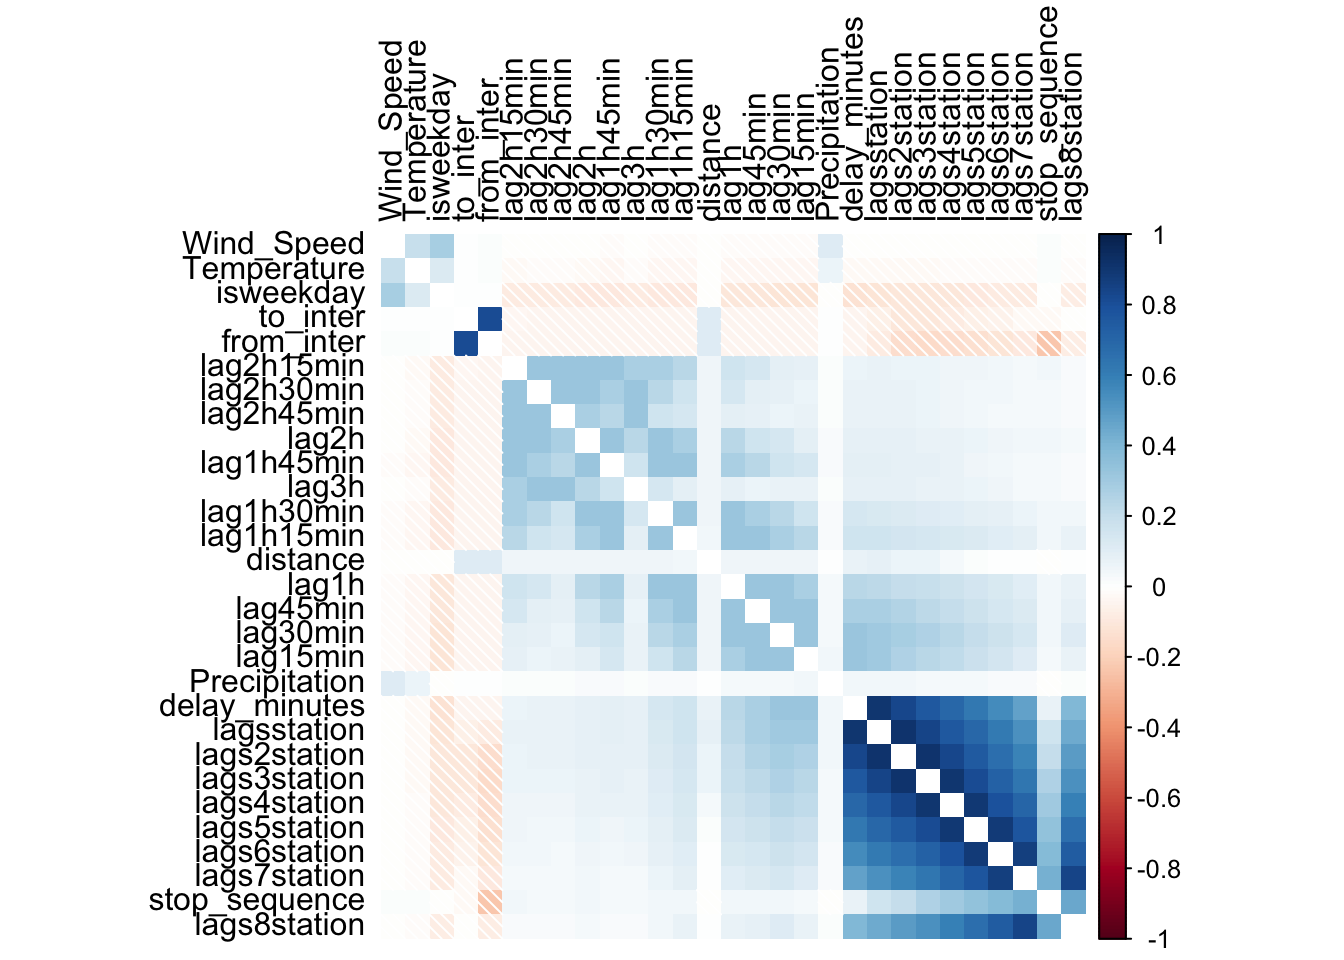 Wind_Speed
Temperature
isweekday
to_inter
from_inter
lag2h15min
lag2h30min
lag2h45min
lag2h
lag1h45min
lag3h
lag1h30min
lag1h15min
distance
lag1h
lag45min
lag30min
lag15min
Precipitation
delay_minutes
lagsstation
lags2station
lags3station
lags4station
lags5station
lags6station
lags7station
stop_sequence
lags8station
Wind_Speed
Temperature
isweekday
to_inter
from_inter
lag2h15min
lag2h30min
lag2h45min
lag2h
lag1h45min
lag3h
lag1h30min
lag1h15min
distance
lag1h
lag45min
lag30min
lag15min
Precipitation
delay_minutes
lagsstation
lags2station
lags3station
lags4station
lags5station
lags6station
lags7station
stop_sequence
lags8station
1
0.8
0.6
0.4
0.2
0
-0.2
-0.4
-0.6
-0.8
-1